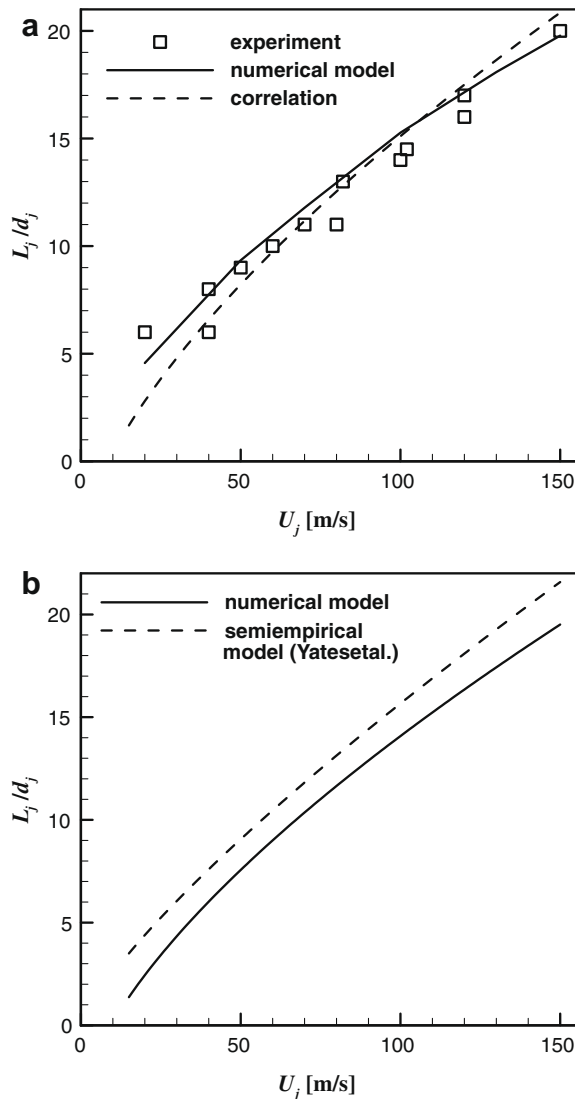 a
experiment
numerical model
correlation
20
15
10
5
0
L_j /d_j
0 50 100 150
U_j [m/s]
b
numerical model
semiempirical
model (Yatesetal.)
20
15
10
5
0
L_j /d_j
0 50 100 150
U_j [m/s]